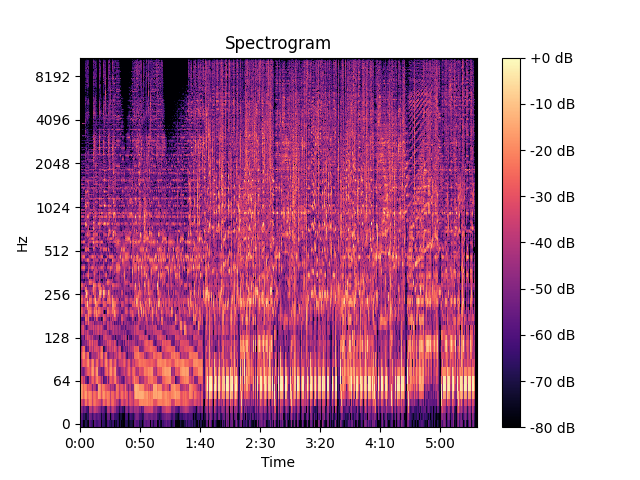 Spectrogram
8192
4096
2048
1024
512
256
128
64
0
Hz
0:00 0:50 1:40 2:30 3:20 4:10 5:00
Time
+0 dB
-10 dB
-20 dB
-30 dB
-40 dB
-50 dB
-60 dB
-70 dB
-80 dB